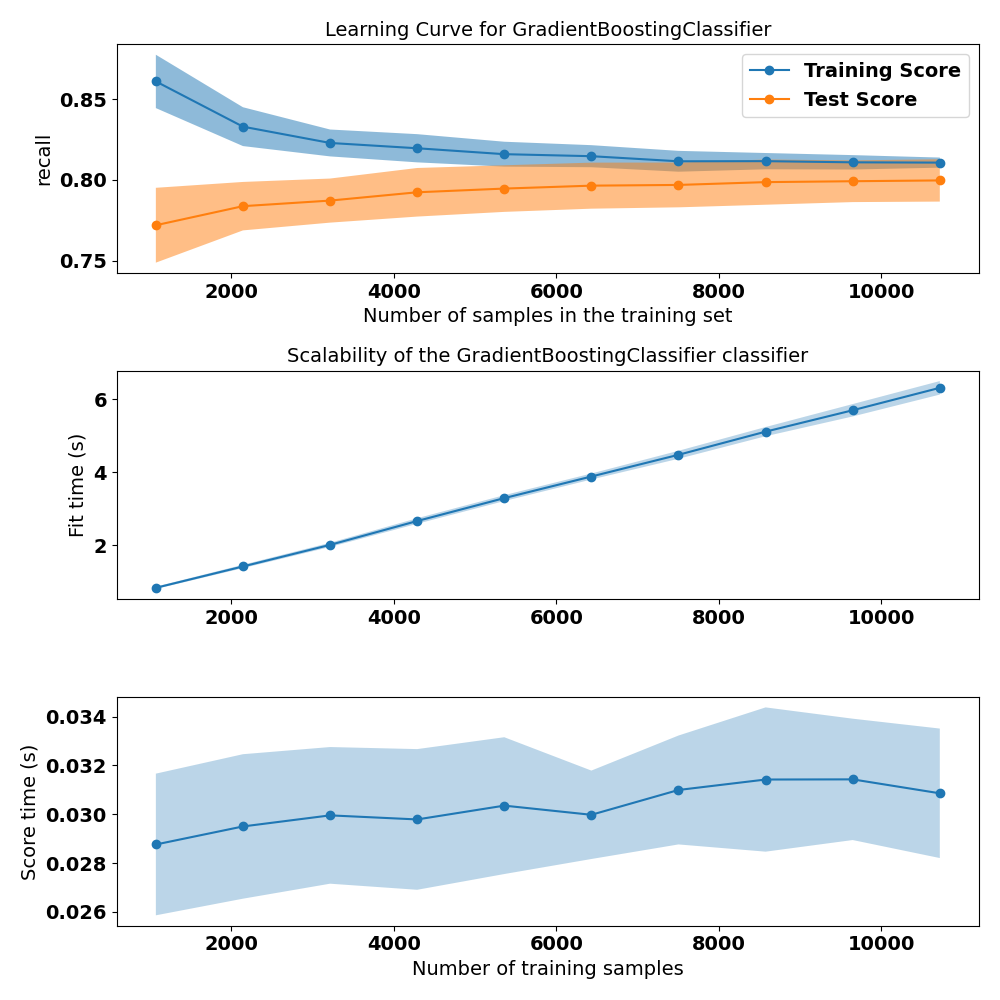 Learning Curve for GradientBoostingClassifier
Training Score
Test Score
0.85
0.80
0.75
recall
2000 4000 6000 8000 10000
Number of samples in the training set
Scalability of the GradientBoostingClassifier classifier
6
4
2
Fit time (s)
2000 4000 6000 8000 10000
0.034
0.032
0.030
0.028
0.026
Score time (s)
2000 4000 6000 8000 10000
Number of training samples